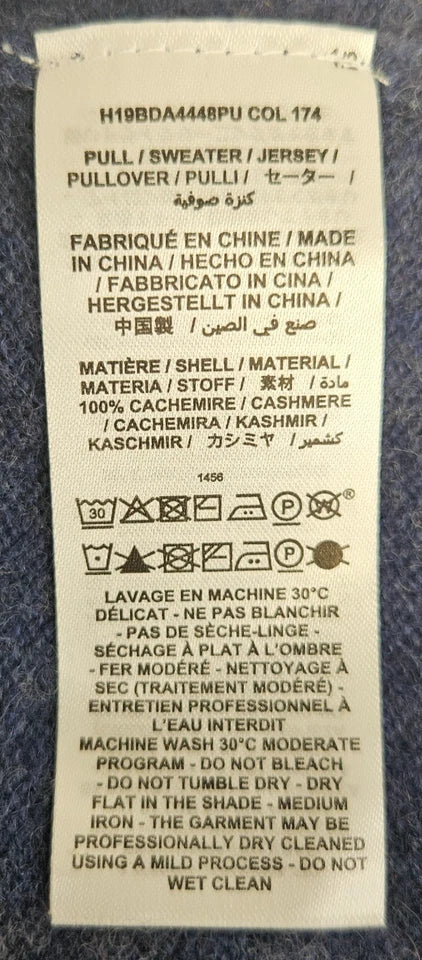 H19BDA4448PU COL 174
PULL / SWEATER / JERSEY /
PULLOVER / PULLI / セーター /
كنزة صوفية
FABRIQUÉ EN CHINE / MADE
IN CHINA / HECHO EN CHINA
/ FABBRICATO IN CINA /
HERGESTELLT IN CHINA /
中国製 / صنع في الصين /
MATIÈRE / SHELL / MATERIAL /
MATERIA / STOFF / 素材 / مادة /
100% CACHEMIRE / CASHMERE
/ CACHEMIRA / KASHMIR /
KASCHMIR / カシミヤ / كشمير /
1456
30 P W®
P
LAVAGE EN MACHINE 30°C
DÉLICAT - NE PAS BLANCHIR
- PAS DE SÈCHE-LINGE -
SÉCHAGE À PLAT À L'OMBRE
- FER MODÉRÉ - NETTOYAGE À
SEC (TRAITEMENT MODÉRÉ) -
ENTRETIEN PROFESSIONNEL À
L'EAU INTERDIT
MACHINE WASH 30°C MODERATE
PROGRAM - DO NOT BLEACH
- DO NOT TUMBLE DRY - DRY
FLAT IN THE SHADE - MEDIUM
IRON - THE GARMENT MAY BE
PROFESSIONALLY DRY CLEANED
USING A MILD PROCESS - DO NOT
WET CLEAN